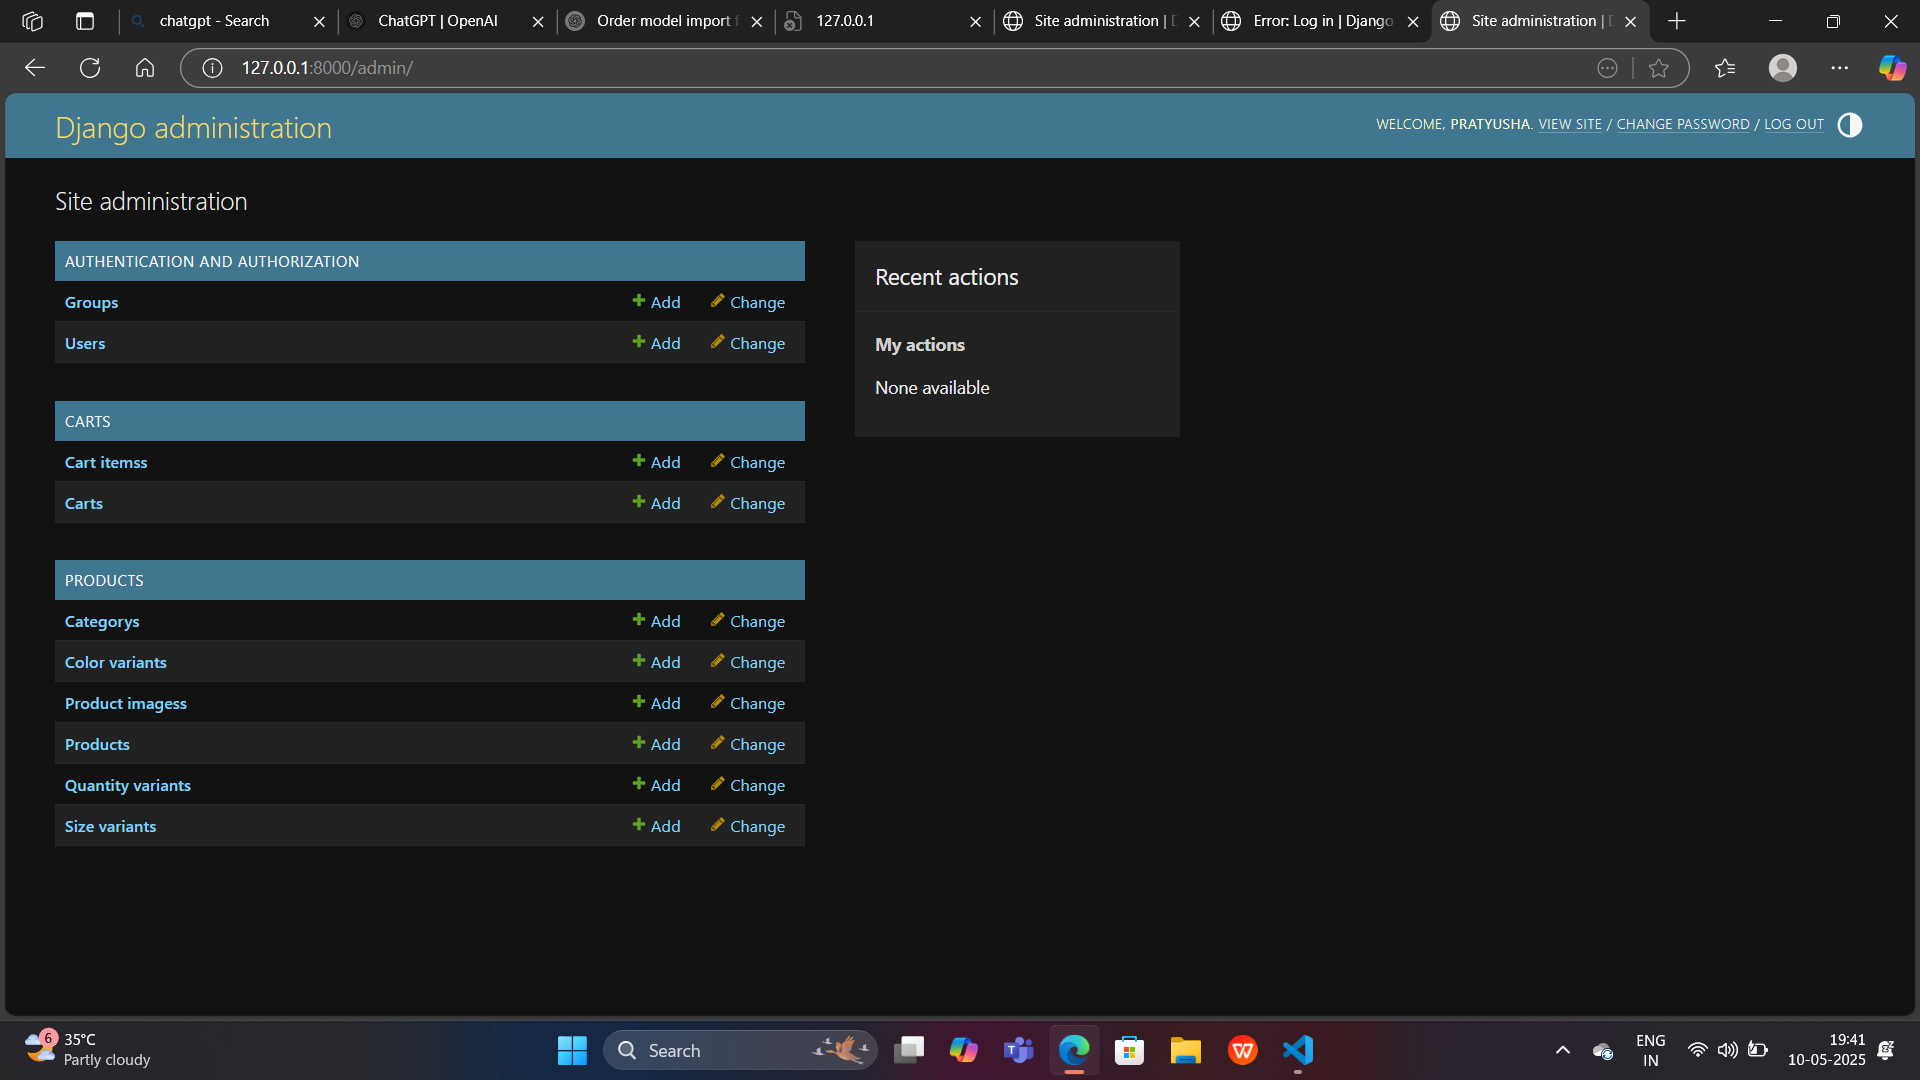 chatgpt - Search
ChatGPT | OpenAI
Order model import f
127.0.0.1
Site administration | D
Error: Log in | Django
Site administration | D
127.0.0.1:8000/admin/
Django administration
WELCOME, PRATYUSHA. VIEW SITE / CHANGE PASSWORD / LOG OUT
Site administration
AUTHENTICATION AND AUTHORIZATION
Groups Add Change
Users Add Change
CARTS
Cart itemss Add Change
Carts Add Change
PRODUCTS
Categorys Add Change
Color variants Add Change
Product imagess Add Change
Products Add Change
Quantity variants Add Change
Size variants Add Change
Recent actions
My actions
None available
6
35°C
Partly cloudy
Search
ENG
IN
19:41
10-05-2025